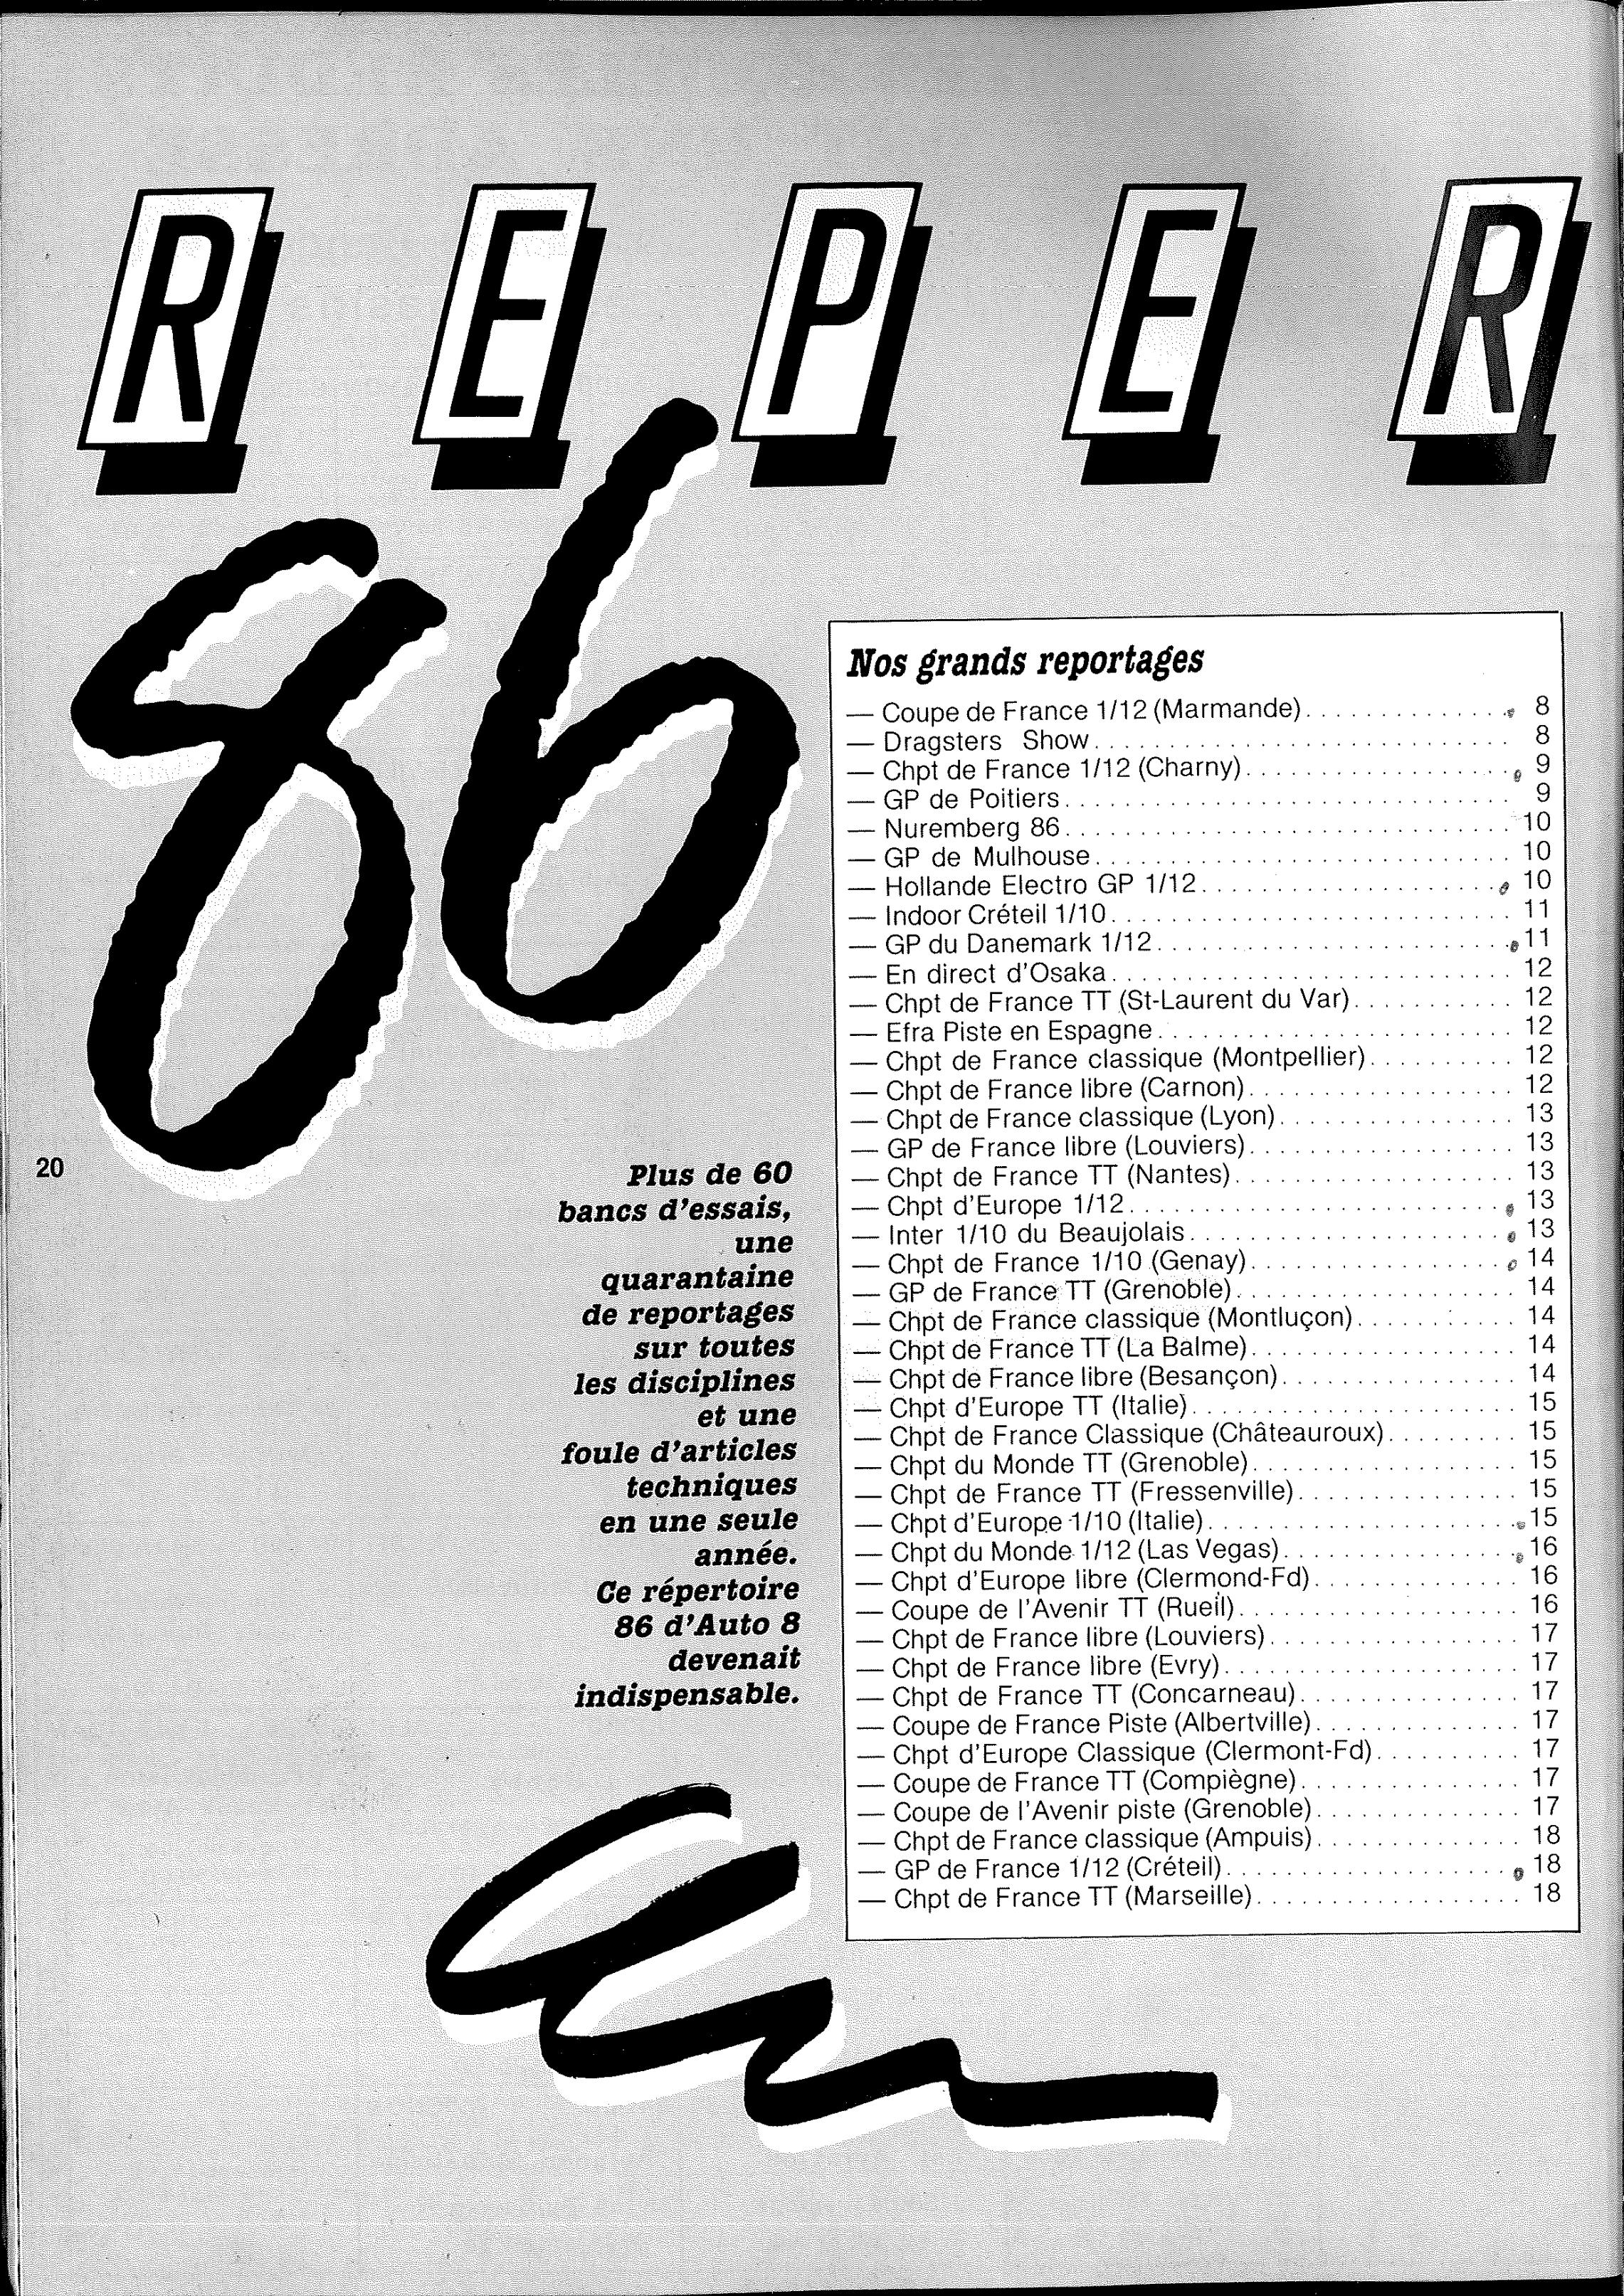 R E P E R
86
Nos grands reportages
— Coupe de France 1/12 (Marmande) . . . . . . . . . . . . . . . 8
— Dragsters Show . . . . . . . . . . . . . . . 8
— Chpt de France 1/12 (Charny) . . . . . . . . . . . . . . . 9
— GP de Poitiers . . . . . . . . . . . . . . . 9
— Nuremberg 86 . . . . . . . . . . . . . . . 10
— GP de Mulhouse . . . . . . . . . . . . . . . 10
— Hollande Electro GP 1/12 . . . . . . . . . . . . . . . 10
— Indoor Créteil 1/10 . . . . . . . . . . . . . . . 11
— GP du Danemark 1/12 . . . . . . . . . . . . . . . 11
— En direct d'Osaka . . . . . . . . . . . . . . . 12
— Chpt de France TT (St-Laurent du Var) . . . . . . . . . . . 12
— Efra Piste en Espagne . . . . . . . . . . . . . . . 12
— Chpt de France classique (Montpellier) . . . . . . . . . . 12
— Chpt de France libre (Carnon) . . . . . . . . . . . . . . . 12
— Chpt de France classique (Lyon) . . . . . . . . . . . . . . . 13
— GP de France libre (Louviers) . . . . . . . . . . . . . . . 13
— Chpt de France TT (Nantes) . . . . . . . . . . . . . . . 13
— Chpt d'Europe 1/12 . . . . . . . . . . . . . . . 13
— Inter 1/10 du Beaujolais . . . . . . . . . . . . . . . 13
— Chpt de France 1/10 (Genay) . . . . . . . . . . . . . . . 14
— GP de France TT (Grenoble) . . . . . . . . . . . . . . . 14
— Chpt de France classique (Montluçon) . . . . . . . . . . . 14
— Chpt de France TT (La Balme) . . . . . . . . . . . . . . . 14
— Chpt de France libre (Besançon) . . . . . . . . . . . . . . . 14
— Chpt d'Europe TT (Italie) . . . . . . . . . . . . . . . 15
— Chpt de France Classique (Châteauroux) . . . . . . . . . 15
— Chpt du Monde TT (Grenoble) . . . . . . . . . . . . . . . 15
— Chpt de France TT (Fressenville) . . . . . . . . . . . . . . . 15
— Chpt d'Europe 1/10 (Italie) . . . . . . . . . . . . . . . 15
— Chpt du Monde 1/12 (Las Vegas) . . . . . . . . . . . . . . . 16
— Chpt d'Europe libre (Clermond-Fd) . . . . . . . . . . . . . . 16
— Coupe de l'Avenir TT (Rueil) . . . . . . . . . . . . . . . 16
— Chpt de France libre (Louviers) . . . . . . . . . . . . . . . 17
— Chpt de France libre (Evry) . . . . . . . . . . . . . . . 17
— Chpt de France TT (Concarneau) . . . . . . . . . . . . . . . 17
— Coupe de France Piste (Albertville) . . . . . . . . . . . . . . 17
— Chpt d'Europe Classique (Clermont-Fd) . . . . . . . . . . 17
— Coupe de France TT (Compiègne) . . . . . . . . . . . . . . . 17
— Coupe de l'Avenir piste (Grenoble) . . . . . . . . . . . . . . 17
— Chpt de France classique (Ampuis) . . . . . . . . . . . . . . 18
— GP de France 1/12 (Créteil) . . . . . . . . . . . . . . . 18
— Chpt de France TT (Marseille) . . . . . . . . . . . . . . . 18
20
Plus de 60
bancs d'essais,
une
quarantaine
de reportages
sur toutes
les disciplines
et une
foule d'articles
techniques
en une seule
année.
Ce répertoire
86 d'Auto 8
devenait
indispensable.